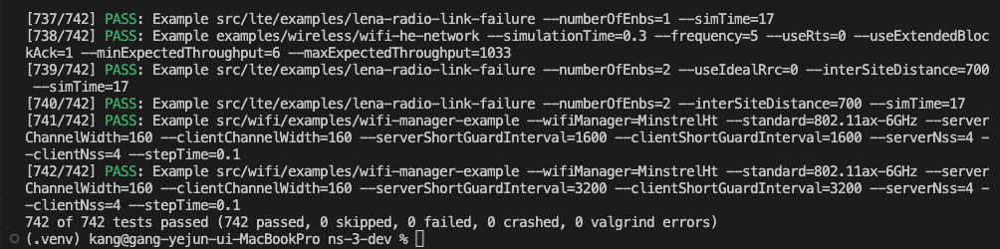 [737/742] PASS: Example src/lte/examples/lena-radio-link-failure --numberOfEnbs=1 --simTime=17
[738/742] PASS: Example examples/wireless/wifi-he-network --simulationTime=0.3 --frequency=5 --useRts=0 --useExtendedBloc
kAck=1 --minExpectedThroughput=6 --maxExpectedThroughput=1033
[739/742] PASS: Example src/lte/examples/lena-radio-link-failure --numberOfEnbs=2 --useIdealRrc=0 --interSiteDistance=700
--simTime=17
[740/742] PASS: Example src/lte/examples/lena-radio-link-failure --numberOfEnbs=2 --interSiteDistance=700 --simTime=17
[741/742] PASS: Example src/wifi/examples/wifi-manager-example --wifiManager=MinstrelHt --standard=802.11ax-6GHz --server
ChannelWidth=160 --clientChannelWidth=160 --serverShortGuardInterval=1600 --clientShortGuardInterval=1600 --serverNss=4 -
-clientNss=4 --stepTime=0.1
[742/742] PASS: Example src/wifi/examples/wifi-manager-example --wifiManager=MinstrelHt --standard=802.11ax-6GHz --server
ChannelWidth=160 --clientChannelWidth=160 --serverShortGuardInterval=3200 --clientShortGuardInterval=3200 --serverNss=4 -
-clientNss=4 --stepTime=0.1
742 of 742 tests passed (742 passed, 0 skipped, 0 failed, 0 crashed, 0 valgrind errors)
(.venv) kang@gang-yejun-ui-MacBookPro ns-3-dev %